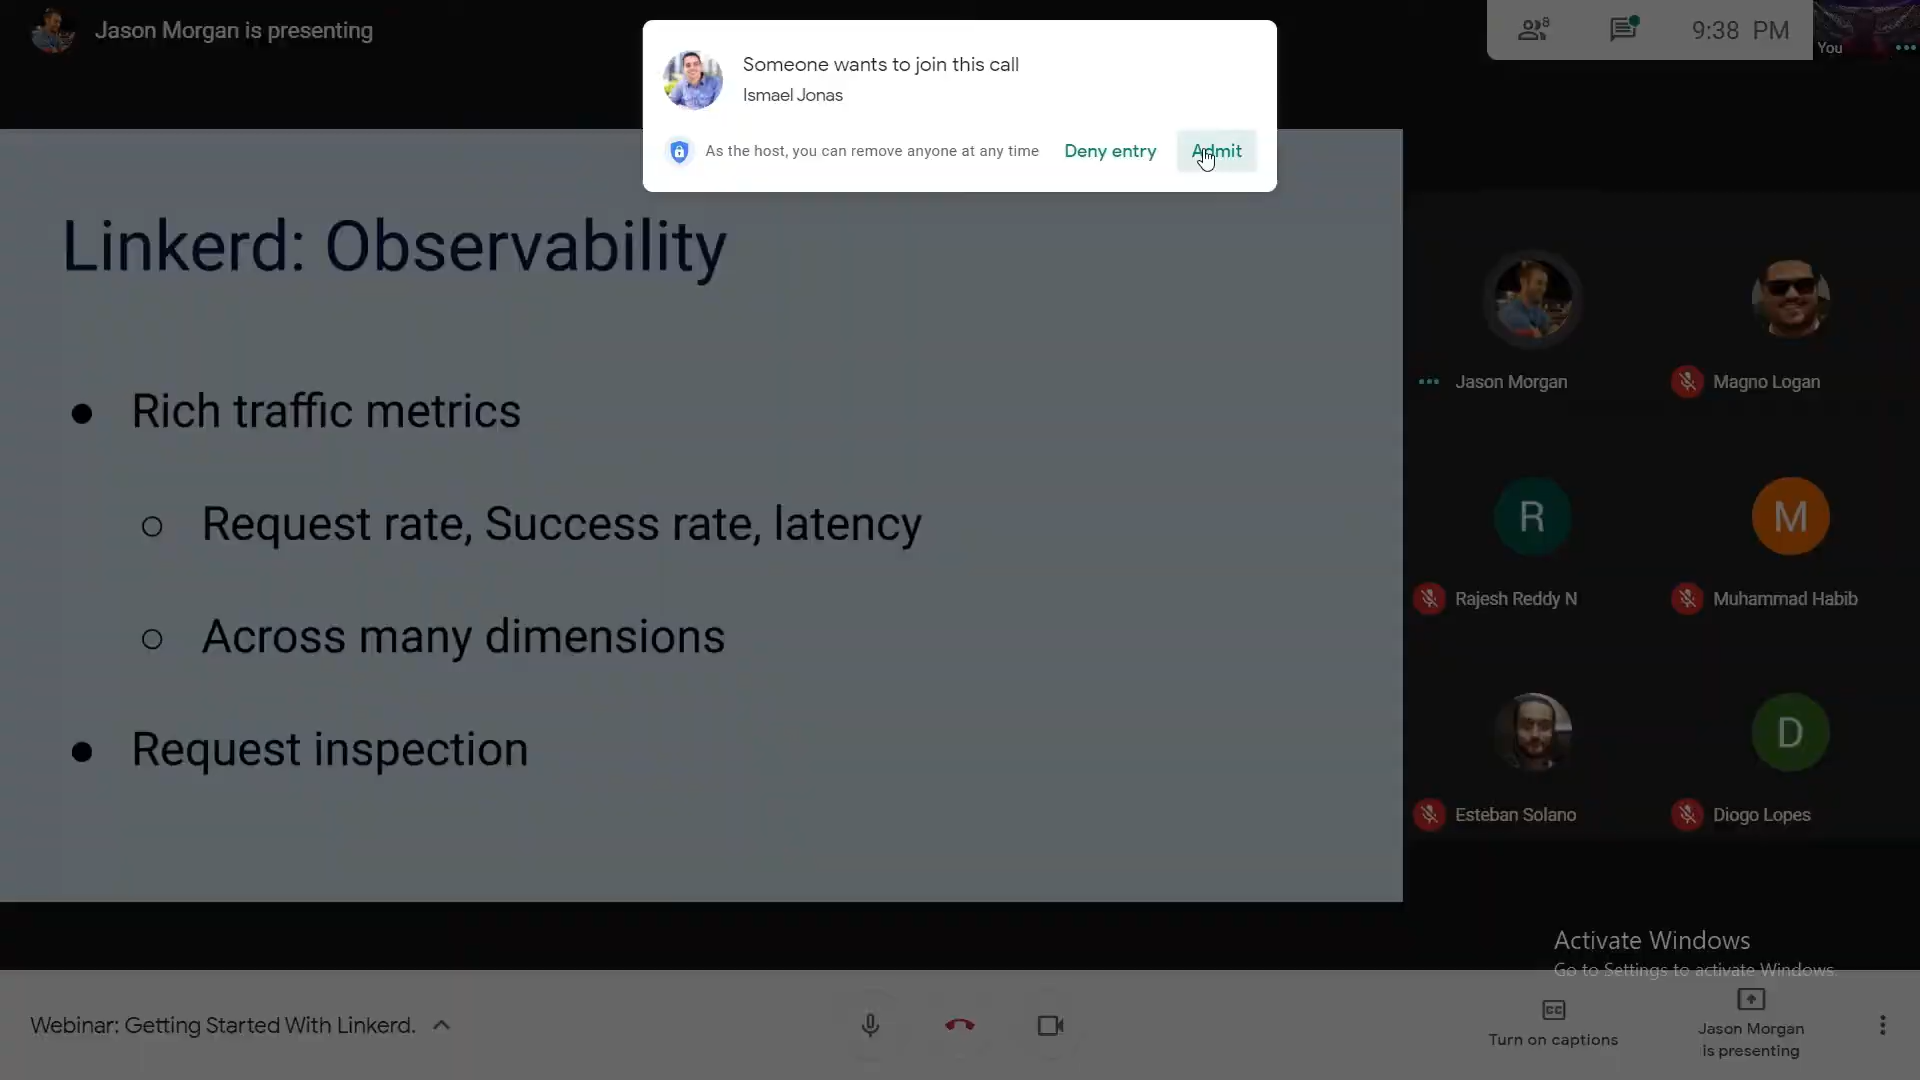 Jason Morgan is presenting
Someone wants to join this call
Ismael Jonas
As the host, you can remove anyone at any time
Deny entry
Admit
8
9:38 PM
You
Linkerd: Observability
● Rich traffic metrics
○ Request rate, Success rate, latency
○ Across many dimensions
● Request inspection
Jason Morgan
Magno Logan
R
M
Rajesh Reddy N
Muhammad Habib
D
Esteban Solano
Diogo Lopes
Activate Windows
Go to Settings to activate Windows.
Webinar: Getting Started With Linkerd.
CC
Turn on captions
Jason Morgan
is presenting